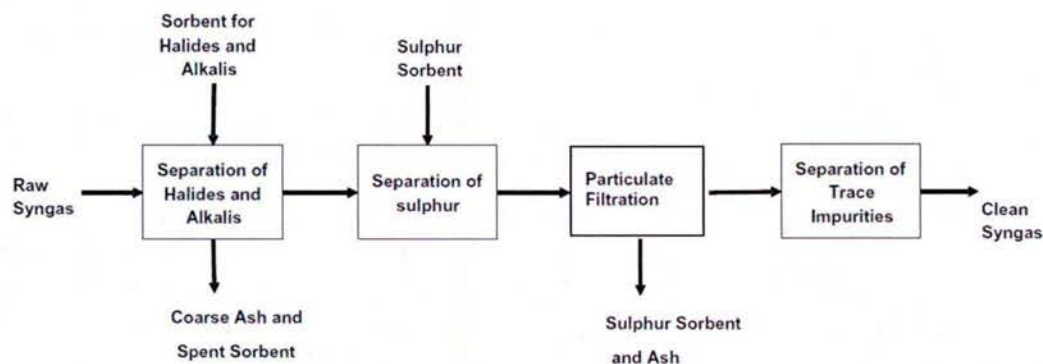 Sorbent for
Halides and
Alkalis
Sulphur
Sorbent
Raw
Syngas
Separation of
Halides and
Alkalis
Separation of
sulphur
Particulate
Filtration
Separation of
Trace
Impurities
Clean
Syngas
Coarse Ash and
Spent Sorbent
Sulphur Sorbent
and Ash